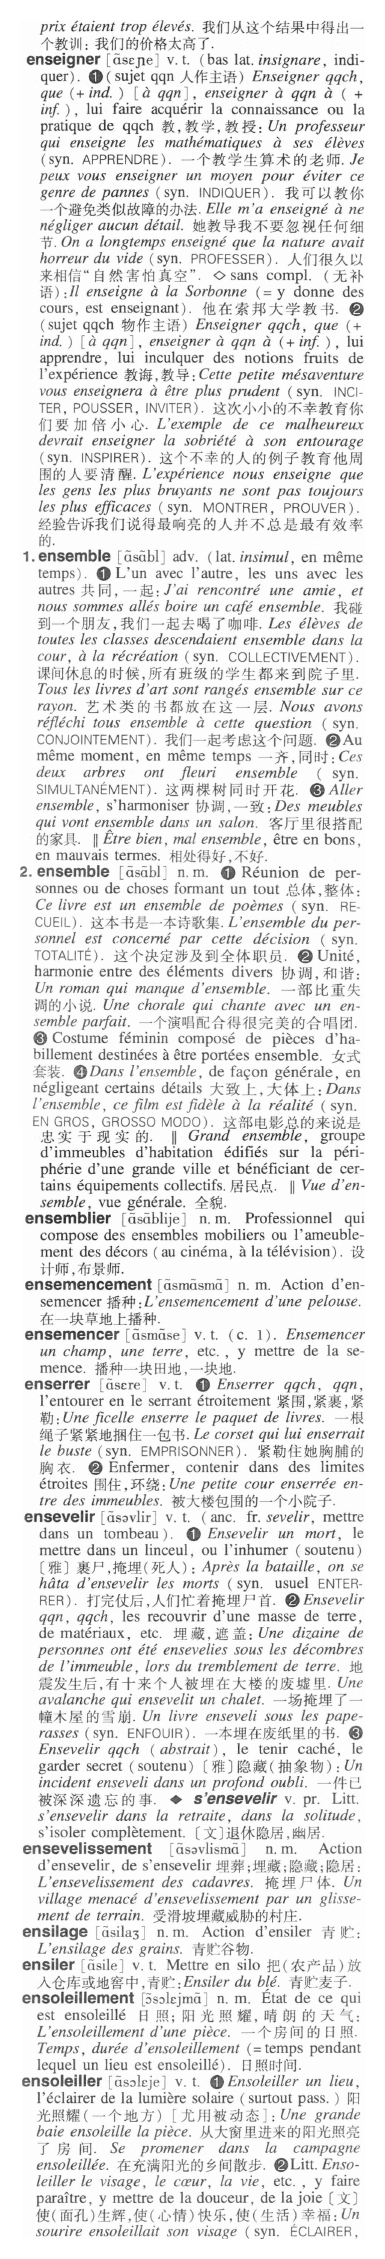 prix étaient trop élevés. 我们从这个结果中得出一
个教训: 我们的价格太高了.
enseigner [ɑ̃sɛɲe] v. t. (bas lat. insignare, indi-
quer). ❶(sujet qqn 人作主语) Enseigner qqch,
que (+ ind. ) [à qqn], enseigner à qqn à ( +
inf. ), lui faire acquérir la connaissance ou la
pratique de qqch 教,教学,教授: Un professeur
qui enseigne les mathématiques à ses élèves
(syn. APPRENDRE). 一个教学生算术的老师. Je
peux vous enseigner un moyen pour éviter ce
genre de pannes (syn. INDIQUER). 我可以教你
一个避免类似故障的办法. Elle m'a enseigné à ne
négliger aucun détail. 她教导我不要忽视任何细
节. On a longtemps enseigné que la nature avait
horreur du vide (syn. PROFESSER). 人们很久以
来相信“自然害怕真空”. ◇ sans compl. (无补
语):Il enseigne à la Sorbonne (= y donne des
cours, est enseignant). 他在索邦大学教书. ❷
(sujet qqch 物作主语) Enseigner qqch, que (+
ind. ) [à qqn], enseigner à qqn à (+ inf. ), lui
apprendre, lui inculquer des notions fruits de
l'expérience 教诲,教导: Cette petite mésaventure
vous enseignera à être plus prudent (syn. INCI-
TER, POUSSER, INVITER). 这次小小的不幸教育你
们要加倍小心. L'exemple de ce malheureux
devrait enseigner la sobriété à son entourage
(syn. INSPIRER). 这个不幸的人的例子教育他周
围的人要清醒. L'expérience nous enseigne que
les gens les plus bruyants ne sont pas toujours
les plus efficaces (syn. MONTRER, PROUVER).
经验告诉我们说得最响亮的人并不总是最有效率
的.
1. ensemble [ɑ̃sɑ̃bl] adv. (lat. insimul, en même
temps). ❶ L'un avec l'autre, les uns avec les
autres 共同,一起: J'ai rencontré une amie, et
nous sommes allés boire un café ensemble. 我碰
到一个朋友,我们一起去喝了咖啡. Les élèves de
toutes les classes descendaient ensemble dans la
cour, à la récréation (syn. COLLECTIVEMENT).
课间休息的时候,所有班级的学生都来到院子里.
Tous les livres d'art sont rangés ensemble sur ce
rayon. 艺术类的书都放在这一层. Nous avons
réfléchi tous ensemble à cette question ( syn.
CONJOINTEMENT). 我们一起考虑这个问题. ❷Au
même moment, en même temps 一齐,同时: Ces
deux arbres ont fleuri ensemble ( syn.
SIMULTANÉMENT). 这两棵树同时开花. ❸ Aller
ensemble, s'harmoniser 协调,一致: Des meubles
qui vont ensemble dans un salon. 客厅里很搭配
的家具. ‖ Être bien, mal ensemble, être en bons,
en mauvais termes. 相处得好,不好.
2. ensemble [ɑ̃sɑ̃bl] n. m. ❶ Réunion de per-
sonnes ou de choses formant un tout 总体,整体:
Ce livre est un ensemble de poèmes ( syn. RE-
CUEIL). 这本书是一本诗歌集. L'ensemble du per-
sonnel est concerné par cette décision ( syn.
TOTALITÉ). 这个决定涉及到全体职员. ❷ Unité,
harmonie entre des éléments divers 协调,和谐:
Un roman qui manque d'ensemble. 一部比重失
调的小说. Une chorale qui chante avec un en-
semble parfait. 一个演唱配合得很完美的合唱团.
❸ Costume féminin composé de pièces d'ha-
billement destinées à être portées ensemble. 女式
套装. ❹Dans l'ensemble, de façon générale, en
négligeant certains détails 大致上,大体上: Dans
l'ensemble, ce film est fidèle à la réalité (syn.
EN GROS, GROSSO MODO). 这部电影总的来说是
忠实于现实的. ‖ Grand ensemble, groupe
d'immeubles d'habitation édifiés sur la péri-
phérie d'une grande ville et bénéficiant de cer-
tains équipements collectifs. 居民点. ‖ Vue d'en-
semble, vue générale. 全貌.
ensemblier [ɑ̃sɑ̃blije] n. m. Professionnel qui
compose des ensembles mobiliers ou l'ameuble-
ment des décors (au cinéma, à la télévision). 设
计师,布景师.
ensemencement [ɑ̃smɑ̃smɑ̃] n. m. Action d'en-
semencer 播种:L'ensemencement d'une pelouse.
在一块草地上播种.
ensemencer [ɑ̃smɑ̃se] v. t. (c. 1). Ensemencer
un champ, une terre, etc. , y mettre de la se-
mence. 播种一块田地,一块地.
enserrer [ɑ̃sɛre] v. t. ❶ Enserrer qqch, qqn,
l'entourer en le serrant étroitement 紧围,紧裹,紧
勒:Une ficelle enserre le paquet de livres. 一根
绳子紧紧地捆住一包书. Le corset qui lui enserrait
le buste (syn. EMPRISONNER). 紧勒住她胸脯的
胸衣. ❷ Enfermer, contenir dans des limites
étroites 围住,环绕: Une petite cour enserrée en-
tre des immeubles. 被大楼包围的一个小院子.
ensevelir [ɑ̃səvlir] v. t. (anc. fr. sevelir, mettre
dans un tombeau). ❶ Ensevelir un mort, le
mettre dans un linceul, ou l'inhumer (soutenu)
〔雅〕裹尸,掩埋(死人): Après la bataille, on se
hâta d'ensevelir les morts (syn. usuel ENTER-
RER). 打完仗后,人们忙着掩埋尸首. ❷Ensevelir
qqn, qqch, les recouvrir d'une masse de terre,
de matériaux, etc. 埋藏,遮盖: Une dizaine de
personnes ont été ensevelies sous les décombres
de l'immeuble, lors du tremblement de terre. 地
震发生后,有十来个人被埋在大楼的废墟里. Une
avalanche qui ensevelit un chalet. 一场掩埋了一
幢木屋的雪崩. Un livre enseveli sous les pape-
rasses (syn. ENFOUIR). 一本埋在废纸里的书. ❸
Ensevelir qqch ( abstrait ), le tenir caché, le
garder secret (soutenu) 〔雅〕隐藏(抽象物): Un
incident enseveli dans un profond oubli. 一件已
被深深遗忘的事. ◆ s'ensevelir v. pr. Litt.
s'ensevelir dans la retraite, dans la solitude,
s'isoler complètement. 〔文〕退休隐居,幽居.
ensevelissement [ɑ̃səvlismɑ̃] n. m. Action
d'ensevelir, de s'ensevelir 埋葬;埋藏;隐藏;隐居:
L'ensevelissement des cadavres. 掩埋尸体. Un
village menacé d'ensevelissement par un glisse-
ment de terrain. 受滑坡埋藏威胁的村庄.
ensilage [ɑ̃silaʒ] n. m. Action d'ensiler 青贮:
L'ensilage des grains. 青贮谷物.
ensiler [ɑ̃sile] v. t. Mettre en silo 把(农产品)放
入仓库或地窖中,青贮:Ensiler du blé. 青贮麦子.
ensoleillement [ɑ̃sɔlɛjmɑ̃] n. m. État de ce qui
est ensoleillé 日照; 阳光照耀, 晴朗的天气:
L'ensoleillement d'une pièce. 一个房间的日照.
Temps, durée d'ensoleillement (= temps pendant
lequel un lieu est ensoleillé). 日照时间.
ensoleiller [ɑ̃sɔlɛje] v. t. ❶Ensoleiller un lieu,
l'éclairer de la lumière solaire (surtout pass. ) 阳
光照耀(一个地方)[尤用被动态]: Une grande
baie ensoleille la pièce. 从大窗里进来的阳光照亮
了房间. Se promener dans la campagne
ensoleillée. 在充满阳光的乡间散步. ❷Litt. Enso-
leiller le visage, le cœur, la vie, etc. , y faire
paraître, y mettre de la douceur, de la joie 〔文〕
使(面孔)生辉,使(心情)快乐,使(生活)幸福: Un
sourire ensoleillait son visage (syn. ÉCLAIRER,